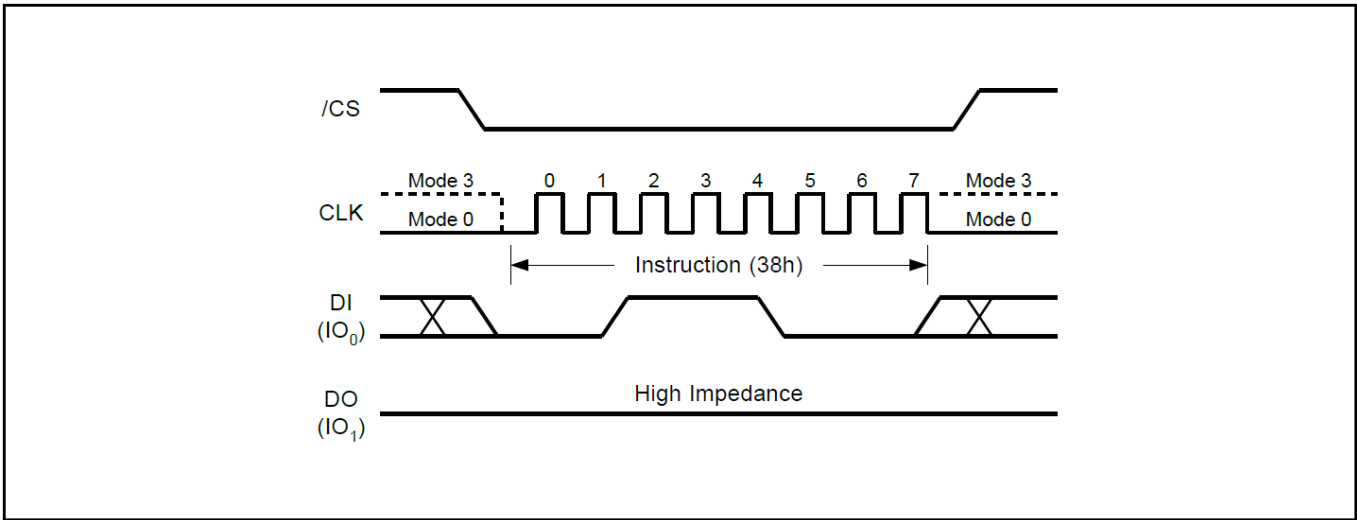 /CS
Mode 3 0 1 2 3 4 5 6 7 Mode 3
CLK
Mode 0 Mode 0
Instruction (38h)
DI
(IO₀)
High Impedance
DO
(IO₁)